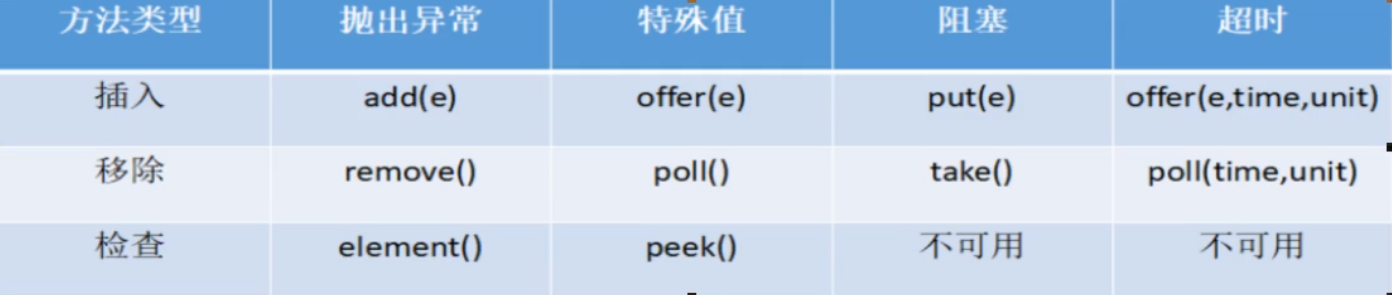 方法类型 抛出异常 特殊值 阻塞 超时
插入 add(e) offer(e) put(e) offer(e,time,unit)
移除 remove() poll() take() poll(time,unit)
检查 element() peek() 不可用 不可用